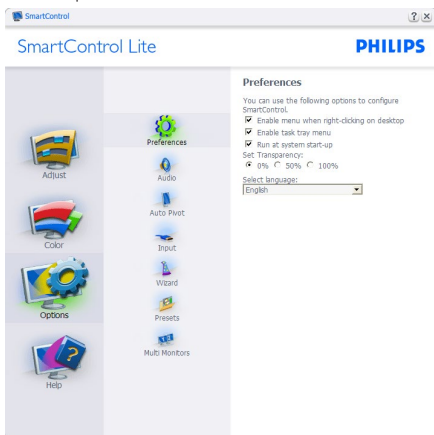 SmartControl
SmartControl Lite
PHILIPS
Adjust
Color
Options
Help
Preferences
Audio
Auto Pivot
Input
Wizard
Presets
Multi Monitors
Preferences
You can use the following options to configure
SmartControl.
Enable menu when right-clicking on desktop
Enable task tray menu
Run at system start-up
Set Transparency:
0% 50% 100%
Select language:
English